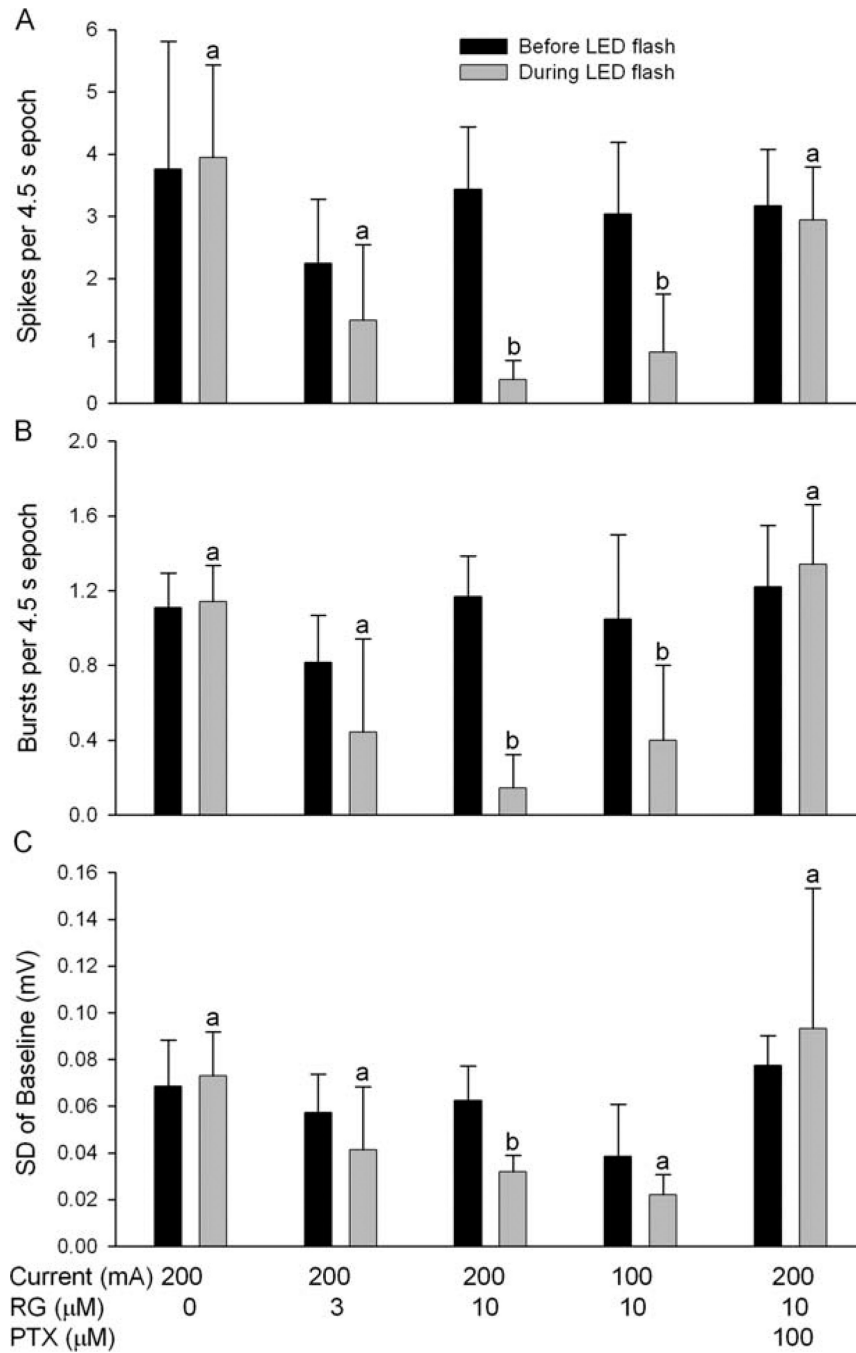 A
Before LED flash
During LED flash
Spikes per 4.5 s epoch
6
5
4
3
2
1
0
a
a
b
b
a
B
Bursts per 4.5 s epoch
2.0
1.6
1.2
0.8
0.4
0.0
a
a
b
b
a
C
SD of Baseline (mV)
0.16
0.14
0.12
0.10
0.08
0.06
0.04
0.02
0.00
a
a
b
a
a
Current (mA) 200 200 200 100 200
RG (μM) 0 3 10 10 10
PTX (μM) 100